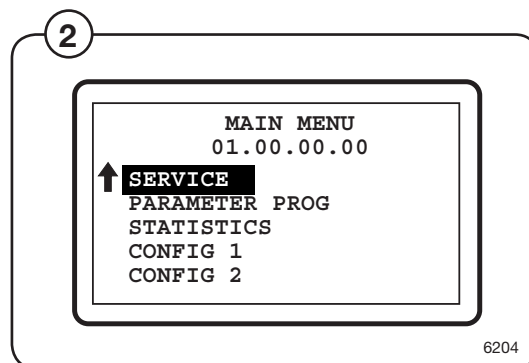 2
MAIN MENU
01.00.00.00
SERVICE
PARAMETER PROG
STATISTICS
CONFIG 1
CONFIG 2
6204